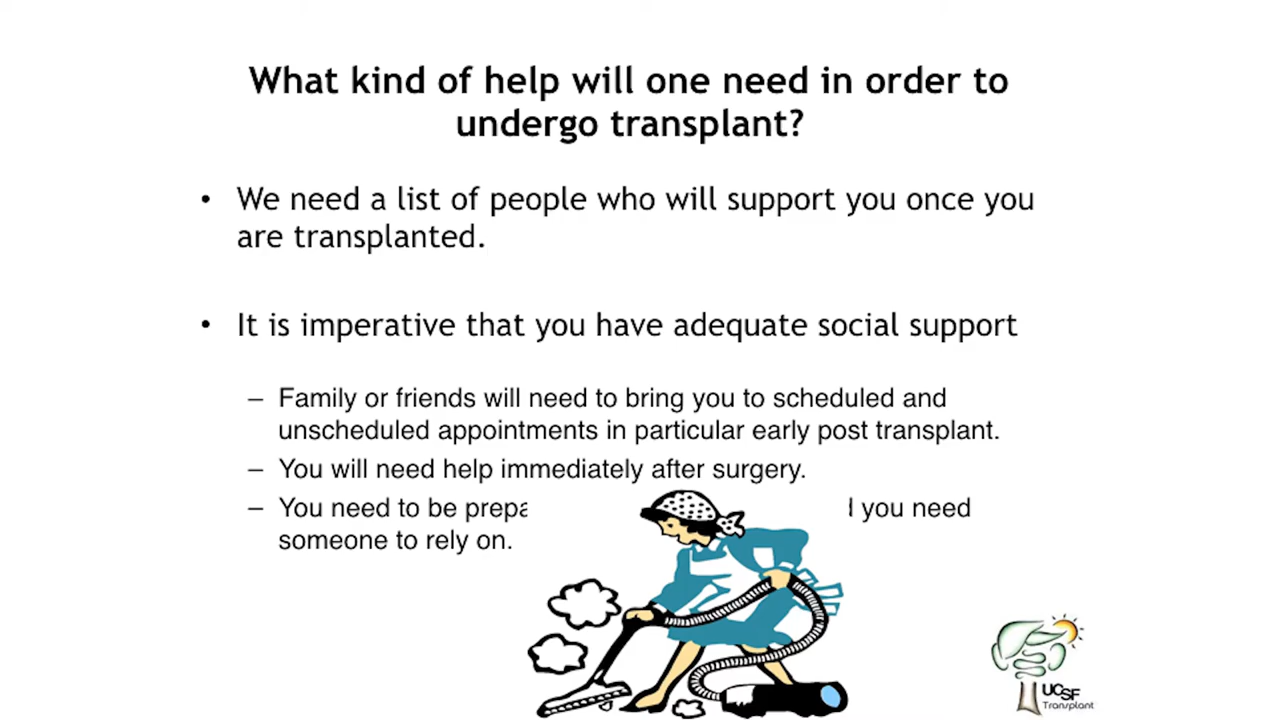 What kind of help will one need in order to
undergo transplant?
• We need a list of people who will support you once you
are transplanted.
• It is imperative that you have adequate social support
– Family or friends will need to bring you to scheduled and
unscheduled appointments in particular early post transplant.
– You will need help immediately after surgery.
– You need to be you need
someone to rely on.
UCSF
Transplant